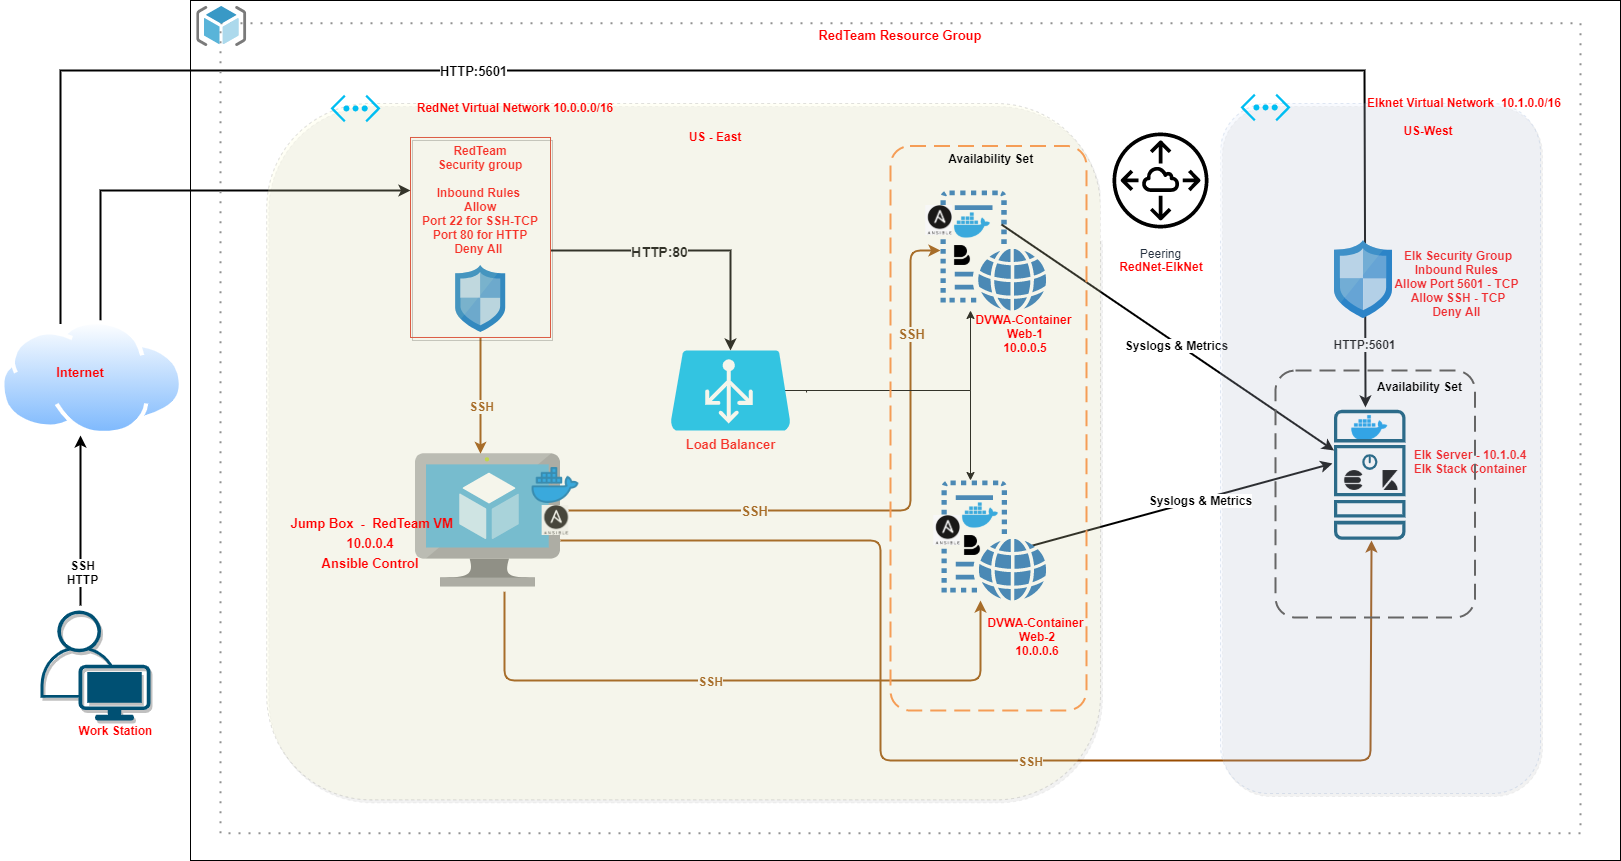 RedTeam Resource Group
HTTP:5601
RedNet Virtual Network 10.0.0.0/16
US - East
Elknet Virtual Network  10.1.0.0/16
US-West
RedTeam
Security group
Inbound Rules
Allow
Port 22 for SSH-TCP
Port 80 for HTTP
Deny All
HTTP:80
Availability Set
ANSIBLE
DVWA-Container
Web-1
10.0.0.5
Peering
RedNet-ElkNet
Elk Security Group
Inbound Rules
Allow Port 5601 - TCP
Allow SSH - TCP
Deny All
HTTP:5601
Syslogs & Metrics
Availability Set
Internet
SSH
SSH
Load Balancer
Elk Server - 10.1.0.4
Elk Stack Container
Jump Box  -  RedTeam VM
10.0.0.4
Ansible Control
ANSIBLE
SSH
ANSIBLE
Syslogs & Metrics
SSH
HTTP
DVWA-Container
Web-2
10.0.0.6
SSH
Work Station
SSH